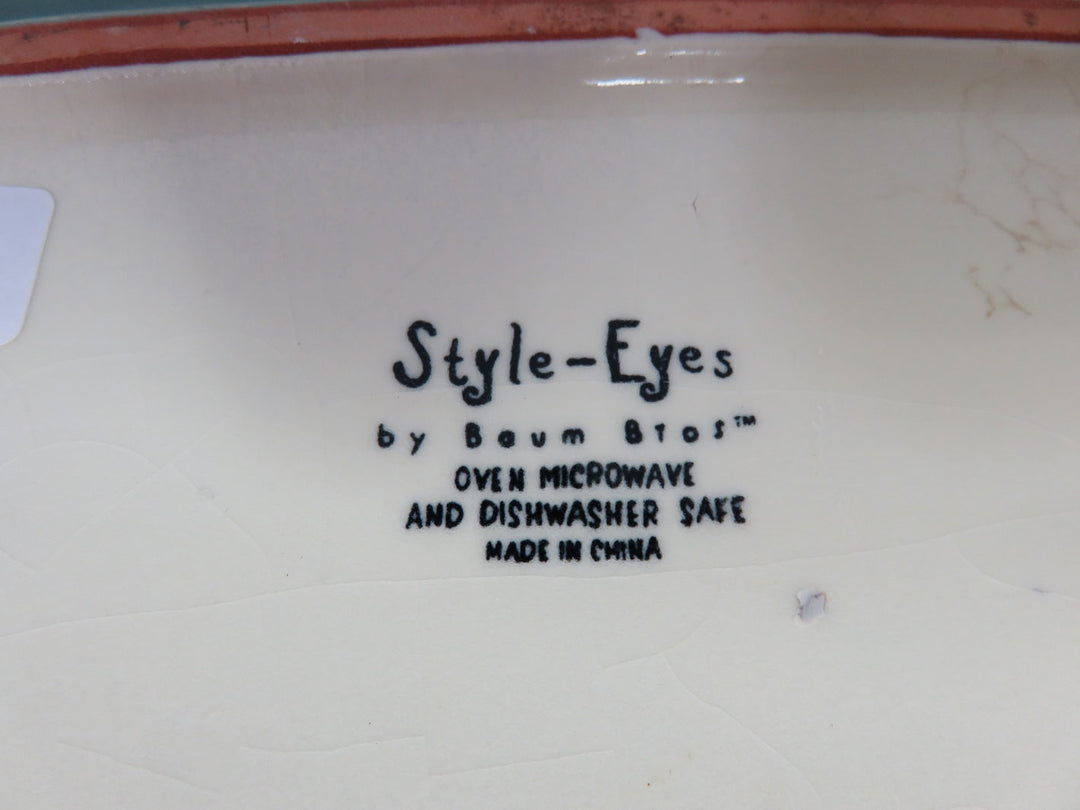 Style-Eyes
by Baum Bros™
OVEN MICROWAVE
AND DISHWASHER SAFE
MADE IN CHINA